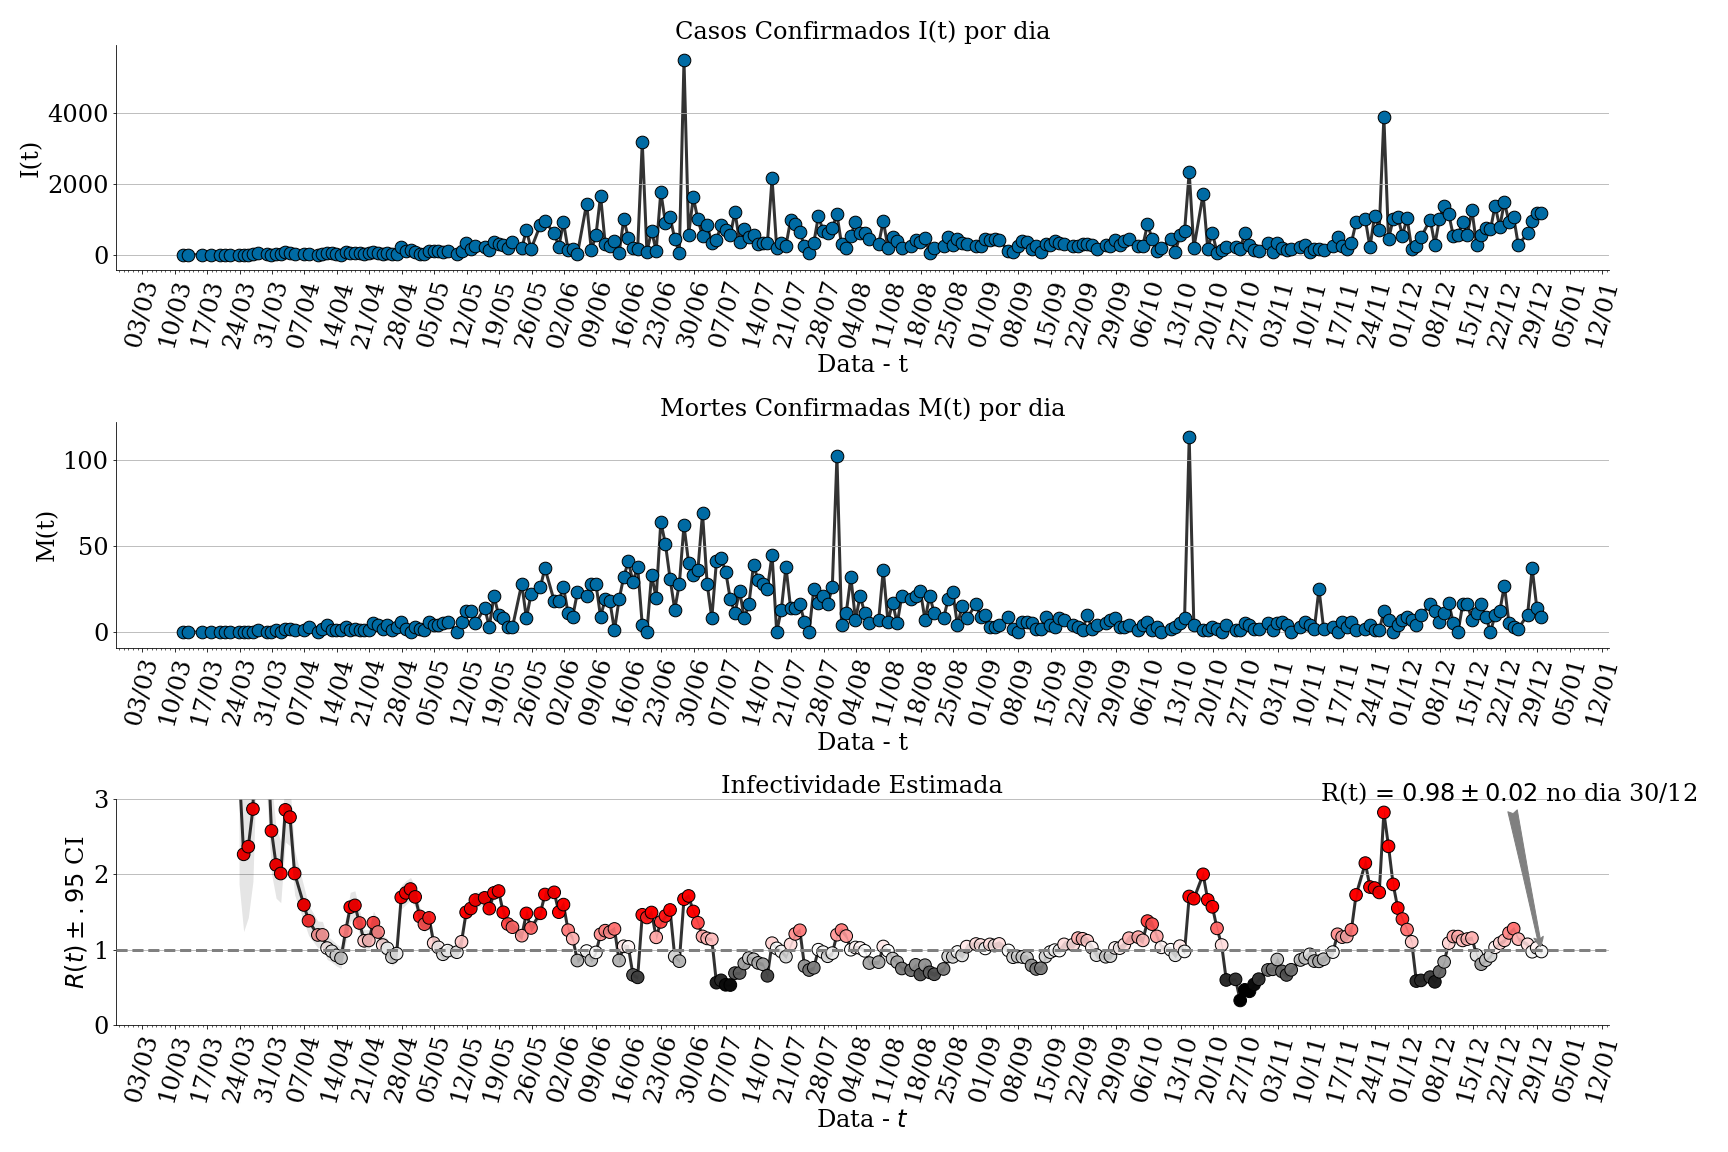 Casos Confirmados I(t) por dia
I(t)
4000
2000
0
03/03 10/03 17/03 24/03 31/03 07/04 14/04 21/04 28/04 05/05 12/05 19/05 26/05 02/06 09/06 16/06 23/06 30/06 07/07 14/07 21/07 28/07 04/08 11/08 18/08 25/08 01/09 08/09 15/09 22/09 29/09 06/10 13/10 20/10 27/10 03/11 10/11 17/11 24/11 01/12 08/12 15/12 22/12 29/12 05/01 12/01
Data - t
Mortes Confirmadas M(t) por dia
M(t)
100
50
0
03/03 10/03 17/03 24/03 31/03 07/04 14/04 21/04 28/04 05/05 12/05 19/05 26/05 02/06 09/06 16/06 23/06 30/06 07/07 14/07 21/07 28/07 04/08 11/08 18/08 25/08 01/09 08/09 15/09 22/09 29/09 06/10 13/10 20/10 27/10 03/11 10/11 17/11 24/11 01/12 08/12 15/12 22/12 29/12 05/01 12/01
Data - t
Infectividade Estimada
R(t) = 0.98 ± 0.02 no dia 30/12
R(t) ± .95 CI
3
2
1
0
03/03 10/03 17/03 24/03 31/03 07/04 14/04 21/04 28/04 05/05 12/05 19/05 26/05 02/06 09/06 16/06 23/06 30/06 07/07 14/07 21/07 28/07 04/08 11/08 18/08 25/08 01/09 08/09 15/09 22/09 29/09 06/10 13/10 20/10 27/10 03/11 10/11 17/11 24/11 01/12 08/12 15/12 22/12 29/12 05/01 12/01
Data - t